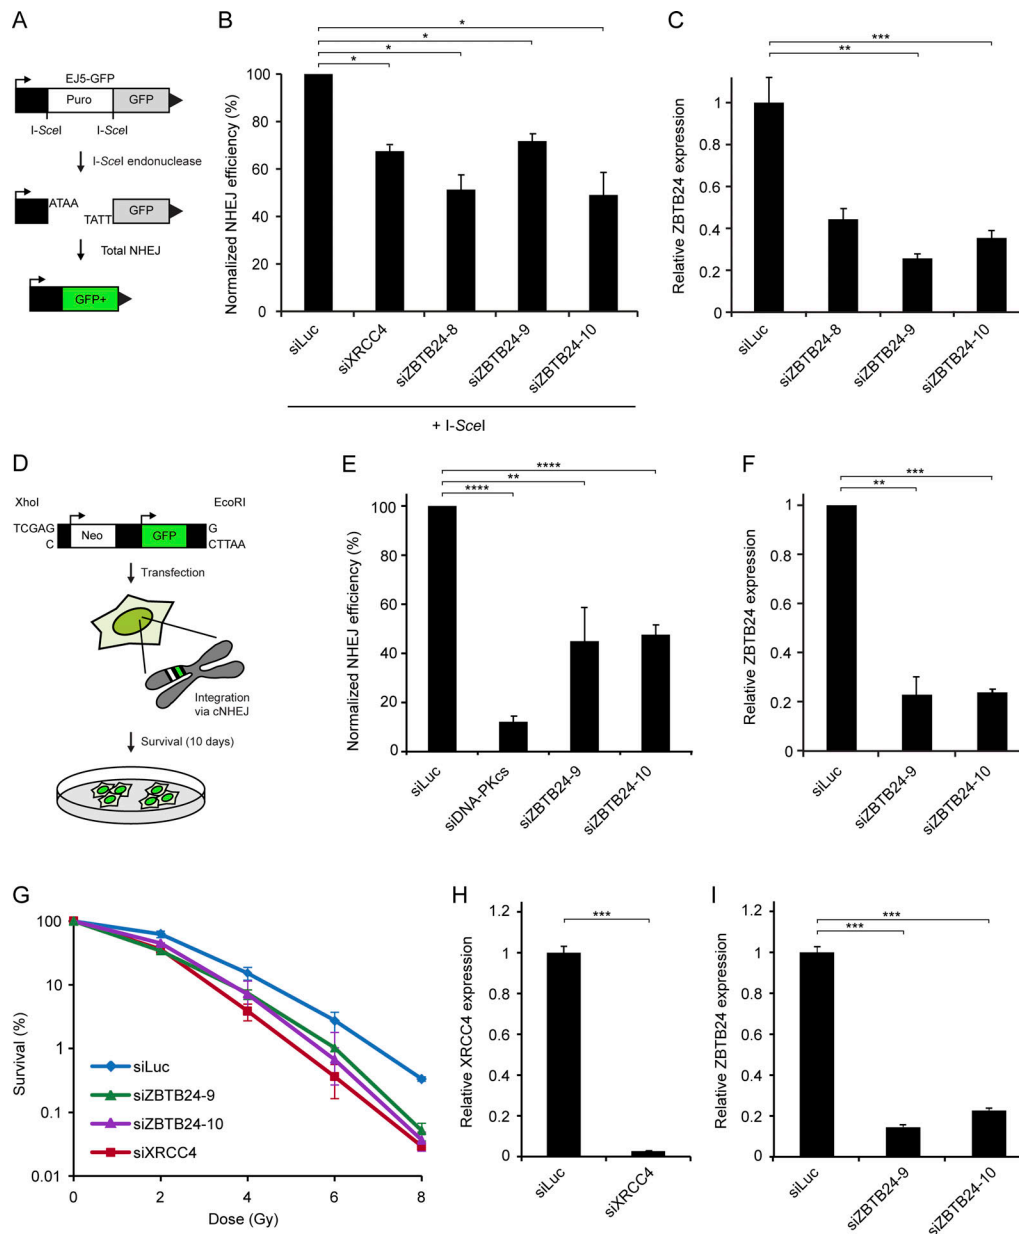 A
EJ5-GFP
Puro
GFP
I-SceI
I-SceI
I-SceI endonuclease
ATAA
TATT
GFP
Total NHEJ
GFP+
B
*
*
*
*
Normalized NHEJ efficiency (%)
100
80
60
40
20
0
siLuc
siXRCC4
siZBTB24-8
siZBTB24-9
siZBTB24-10
+ I-SceI
C
***
**
Relative ZBTB24 expression
1
0.8
0.6
0.4
0.2
0
siLuc
siZBTB24-8
siZBTB24-9
siZBTB24-10
D
XhoI
EcoRI
TCGAG
C
Neo
GFP
G
CTTAA
Transfection
Integration
via cNHEJ
Survival (10 days)
E
****
**
****
Normalized NHEJ efficiency (%)
100
80
60
40
20
0
siLuc
siDNA-PKcs
siZBTB24-9
siZBTB24-10
F
***
**
Relative ZBTB24 expression
1
0.8
0.6
0.4
0.2
0
siLuc
siZBTB24-9
siZBTB24-10
G
Survival (%)
100
10
1
0.1
0.01
siLuc
siZBTB24-9
siZBTB24-10
siXRCC4
0
2
4
6
8
Dose (Gy)
H
***
Relative XRCC4 expression
1.2
1
0.8
0.6
0.4
0.2
0
siLuc
siXRCC4
I
***
***
Relative ZBTB24 expression
1.2
1
0.8
0.6
0.4
0.2
0
siLuc
siZBTB24-9
siZBTB24-10